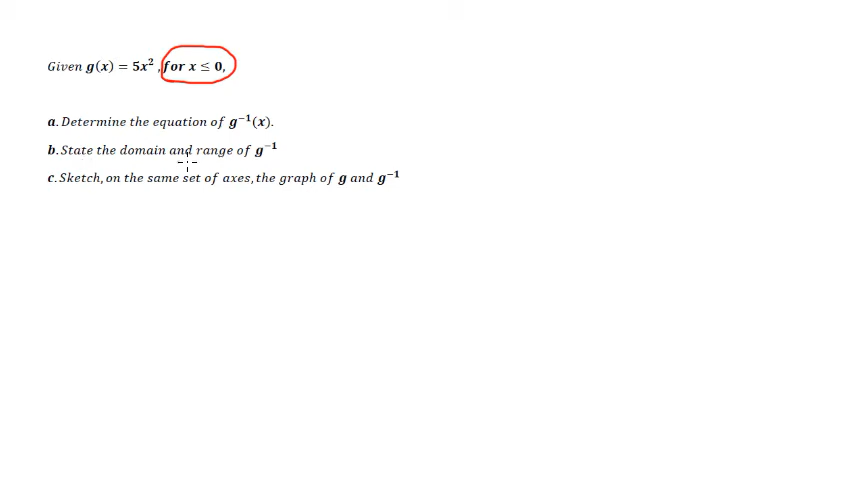 Given g(x) = 5x², for x ≤ 0,
a. Determine the equation of g⁻¹(x).
b. State the domain and range of g⁻¹
c. Sketch, on the same set of axes, the graph of g and g⁻¹